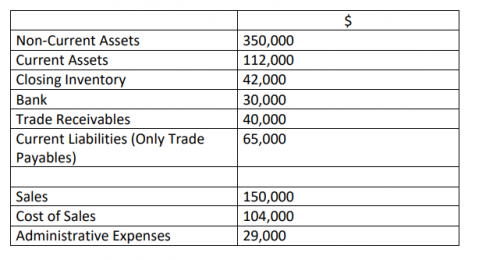 $
Non-Current Assets 350,000
Current Assets 112,000
Closing Inventory 42,000
Bank 30,000
Trade Receivables 40,000
Current Liabilities (Only Trade 65,000
Payables)
Sales 150,000
Cost of Sales 104,000
Administrative Expenses 29,000